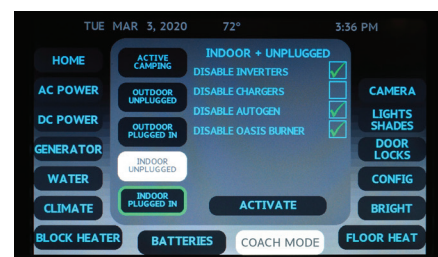 TUE MAR 3, 2020 72° 3:36 PM
HOME
AC POWER
DC POWER
GENERATOR
WATER
CLIMATE
BLOCK HEATER
ACTIVE
CAMPING
OUTDOOR
UNPLUGGED
OUTDOOR
PLUGGED IN
INDOOR
UNPLUGGED
INDOOR
PLUGGED IN
INDOOR + UNPLUGGED
DISABLE INVERTERS
DISABLE CHARGERS
DISABLE AUTOGEN
DISABLE OASIS BURNER
ACTIVATE
CAMERA
LIGHTS
SHADES
DOOR
LOCKS
CONFIG
BRIGHT
FLOOR HEAT
BATTERIES
COACH MODE